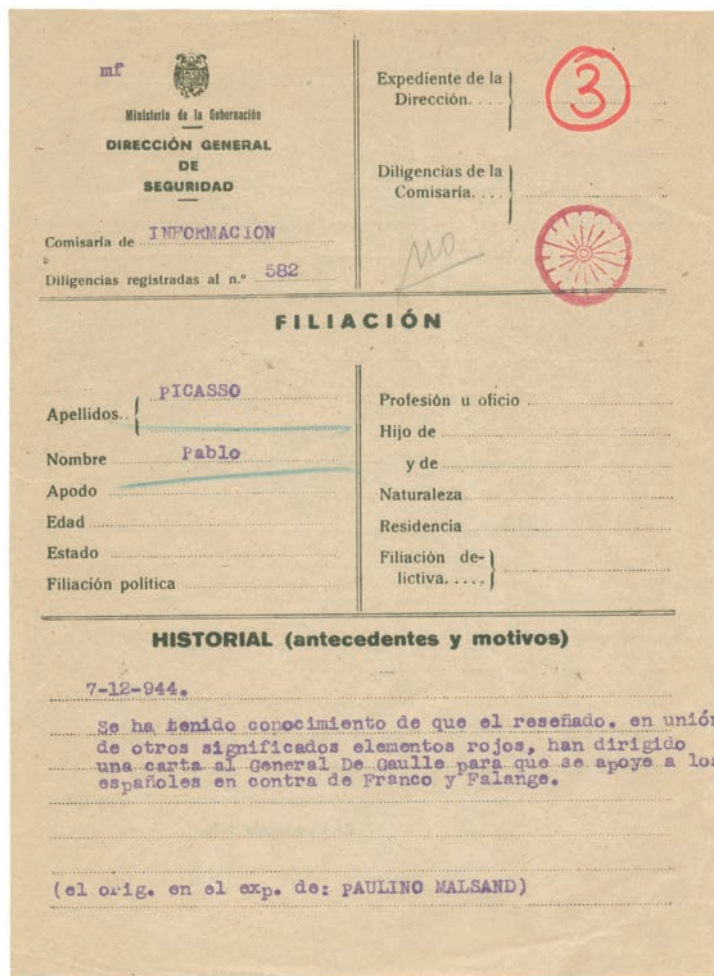 mf
Ministerio de la Gobernación
DIRECCIÓN GENERAL
DE
SEGURIDAD
Comisaría de INFORMACION
Diligencias registradas al n.º 582
Expediente de la
Dirección....
3
Diligencias de la
Comisaría....
no
FILIACIÓN
Apellidos.. PICASSO
Nombre Pablo
Apodo
Edad
Estado
Filiación política
Profesión u oficio
Hijo de
y de
Naturaleza
Residencia
Filiación de-
lictiva.....
HISTORIAL (antecedentes y motivos)
7-12-944.
Se ha tenido conocimiento de que el reseñado. en unión
de otros significados elementos rojos, han dirigido
una carta al General De Gaulle para que se apoye a los
españoles en contra de Franco y Falange.
(el orig. en el exp. de: PAULINO MALSAND)